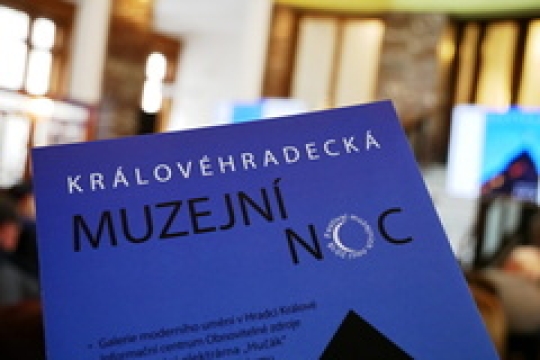 KRÁLOVÉHRADECKÁ
MUZEJNÍ
NOC
• Galerie moderního umění v Hradci Králové
Informační centrum Obnovitelné zdroje
elektrárna „Hučák"